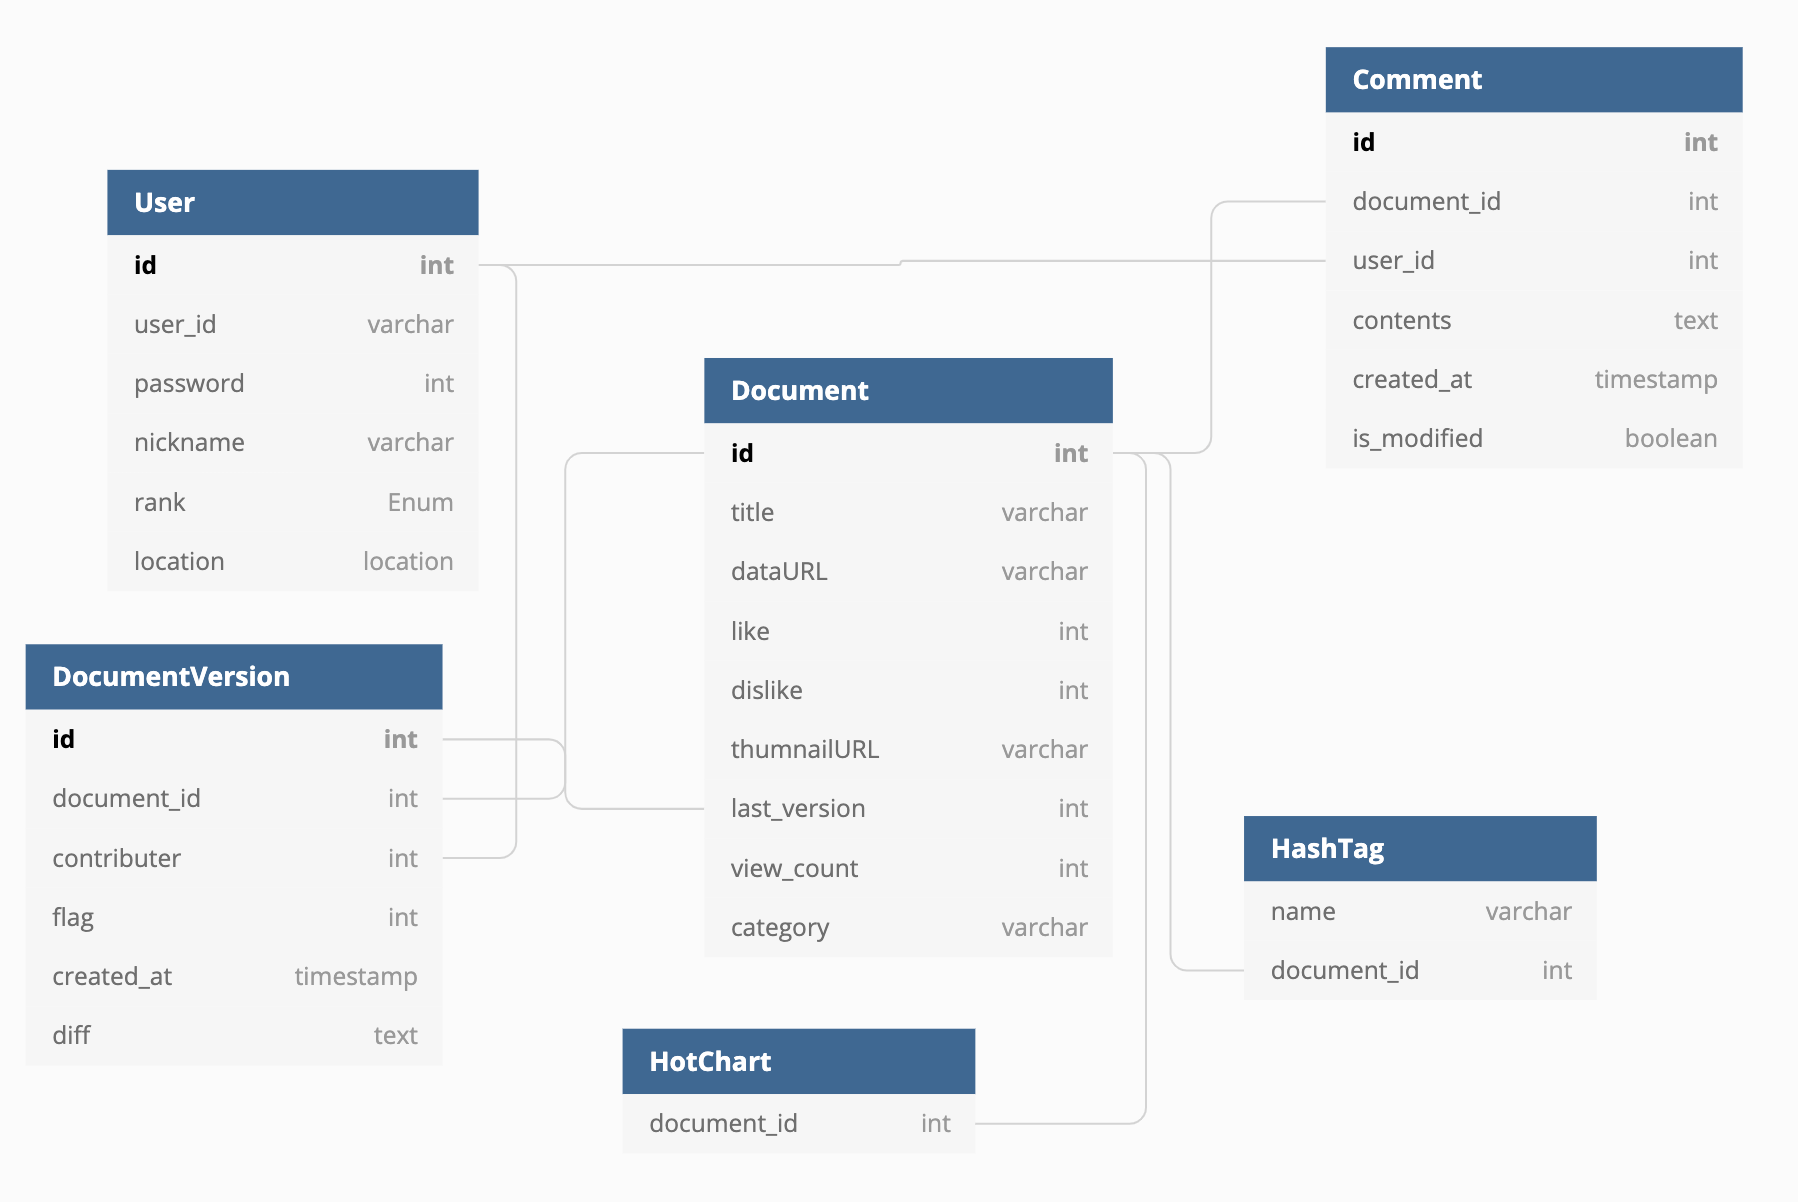 User
id int
user_id varchar
password int
nickname varchar
rank Enum
location location
DocumentVersion
id int
document_id int
contributer int
flag int
created_at timestamp
diff text
Document
id int
title varchar
dataURL varchar
like int
dislike int
thumnailURL varchar
last_version int
view_count int
category varchar
HotChart
document_id int
Comment
id int
document_id int
user_id int
contents text
created_at timestamp
is_modified boolean
HashTag
name varchar
document_id int